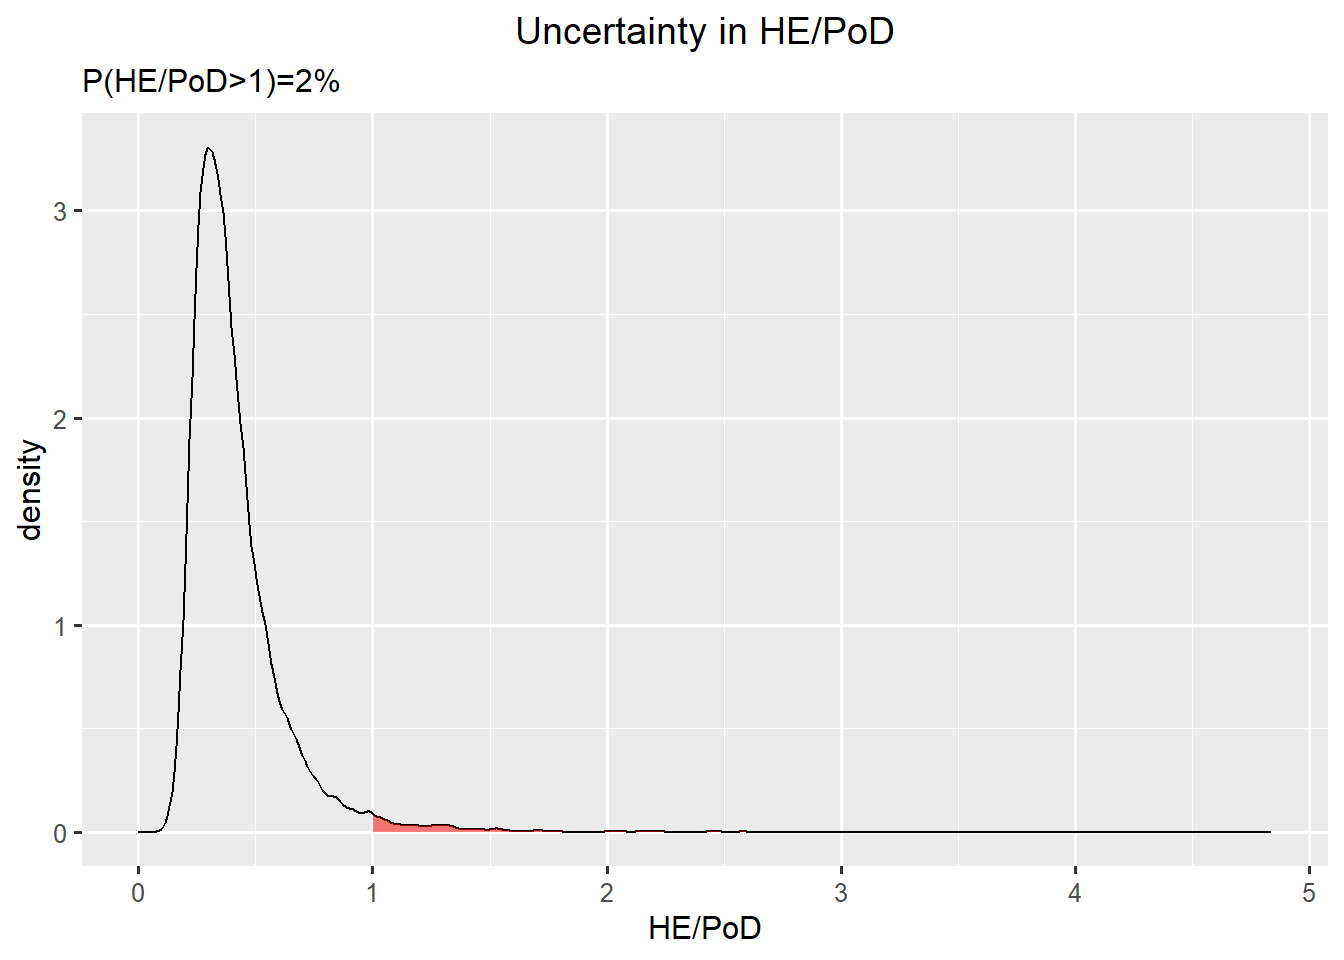 Uncertainty in HE/PoD
P(HE/PoD>1)=2%
3
2
1
0
density
0 1 2 3 4 5
HE/PoD